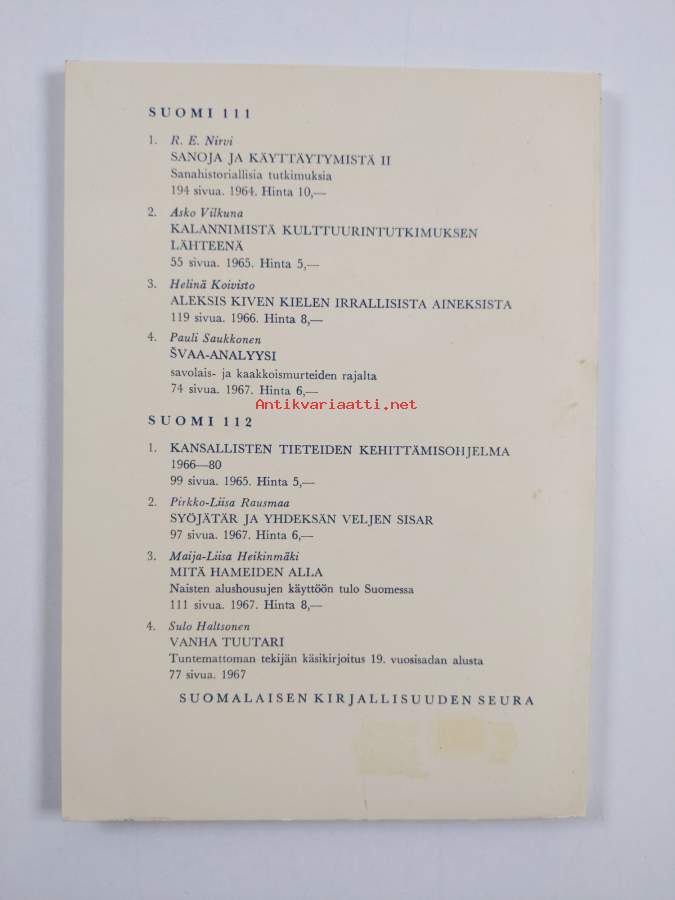 SUOMI 111
1. R. E. Nirvi
SANOJA JA KÄYTTÄYTYMISTÄ II
Sanahistoriallisia tutkimuksia
194 sivua. 1964. Hinta 10,—
2. Asko Vilkuna
KALANNIMISTÄ KULTTUURINTUTKIMUKSEN
LÄHTEENÄ
55 sivua. 1965. Hinta 5,—
3. Helinä Koivisto
ALEKSIS KIVEN KIELEN IRRALLISISTA AINEKSISTA
119 sivua. 1966. Hinta 8,—
4. Pauli Saukkonen
ŠVAA-ANALYYSI
savolais- ja kaakkoismurteiden rajalta
74 sivua. 1967. Hinta 6,—
Antikvariaatti.net
SUOMI 112
1. KANSALLISTEN TIETEIDEN KEHITTÄMISOHJELMA
1966—80
99 sivua. 1965. Hinta 5,—
2. Pirkko-Liisa Rausmaa
SYÖJÄTÄR JA YHDEKSÄN VELJEN SISAR
97 sivua. 1967. Hinta 6,—
3. Maija-Liisa Heikinmäki
MITÄ HAMEIDEN ALLA
Naisten alushousujen käyttöön tulo Suomessa
111 sivua. 1967. Hinta 8,—
4. Sulo Haltsonen
VANHA TUUTARI
Tuntemattoman tekijän käsikirjoitus 19. vuosisadan alusta
77 sivua. 1967
SUOMALAISEN KIRJALLISUUDEN SEURA